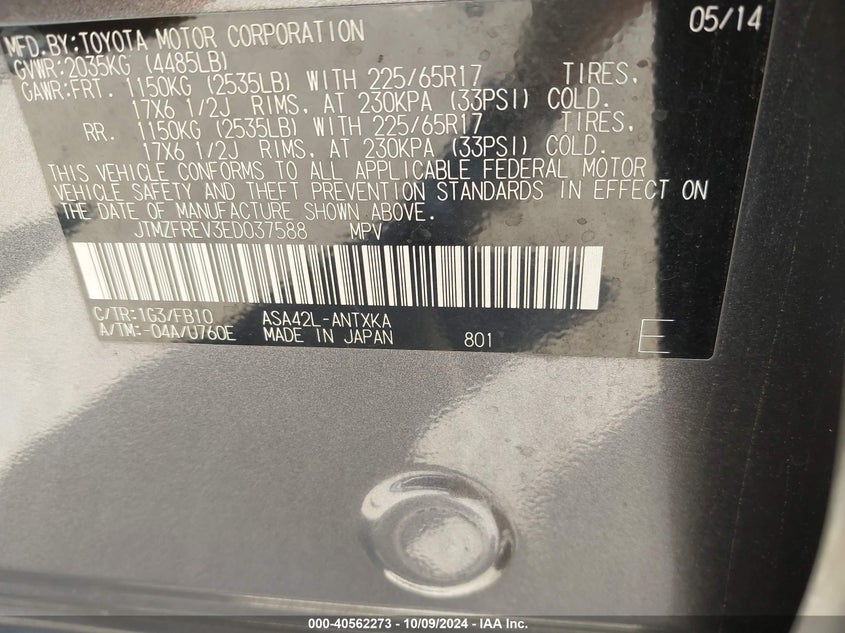 05/14
MFD.BY:TOYOTA MOTOR CORPORATION
GVWR:2035KG (4485LB)
GAWR:FRT. 1150KG (2535LB) WITH 225/65R17 TIRES,
17X6 1/2J RIMS, AT 230KPA (33PSI) COLD.
RR. 1150KG (2535LB) WITH 225/65R17 TIRES,
17X6 1/2J RIMS, AT 230KPA (33PSI) COLD.
THIS VEHICLE CONFORMS TO ALL APPLICABLE FEDERAL MOTOR
VEHICLE SAFETY AND THEFT PREVENTION STANDARDS IN EFFECT ON
THE DATE OF MANUFACTURE SHOWN ABOVE.
JTMZFREV3ED037588 MPV
C/TR:1G3/FB10 ASA42L-ANTXKA
A/TM:-04A/U760E MADE IN JAPAN 801 E
000-40562273 - 10/09/2024 - IAA Inc.